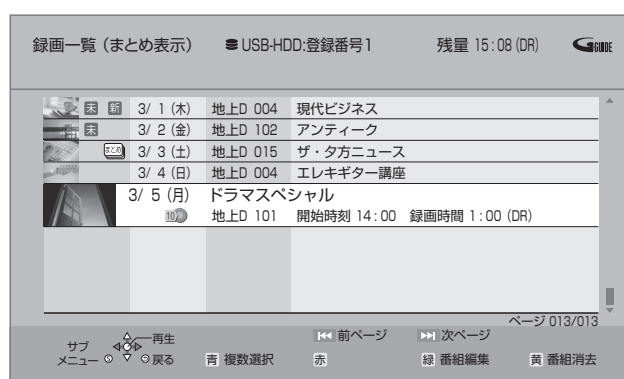 録画一覧(まとめ表示) USB-HDD:登録番号1 残量 15:08 (DR) GGUIDE
未 新 3/ 1 (木) 地上D 004 現代ビジネス
未 3/ 2 (金) 地上D 102 アンティーク
まとめ 3/ 3 (土) 地上D 015 ザ・夕方ニュース
3/ 4 (日) 地上D 004 エレキギター講座
3/ 5 (月) ドラマスペシャル
地上D 101 開始時刻 14:00 録画時間 1:00 (DR)
ページ 013/013
サブメニュー 再生 戻る 青 複数選択 前ページ 赤 次ページ 緑 番組編集 黄 番組消去